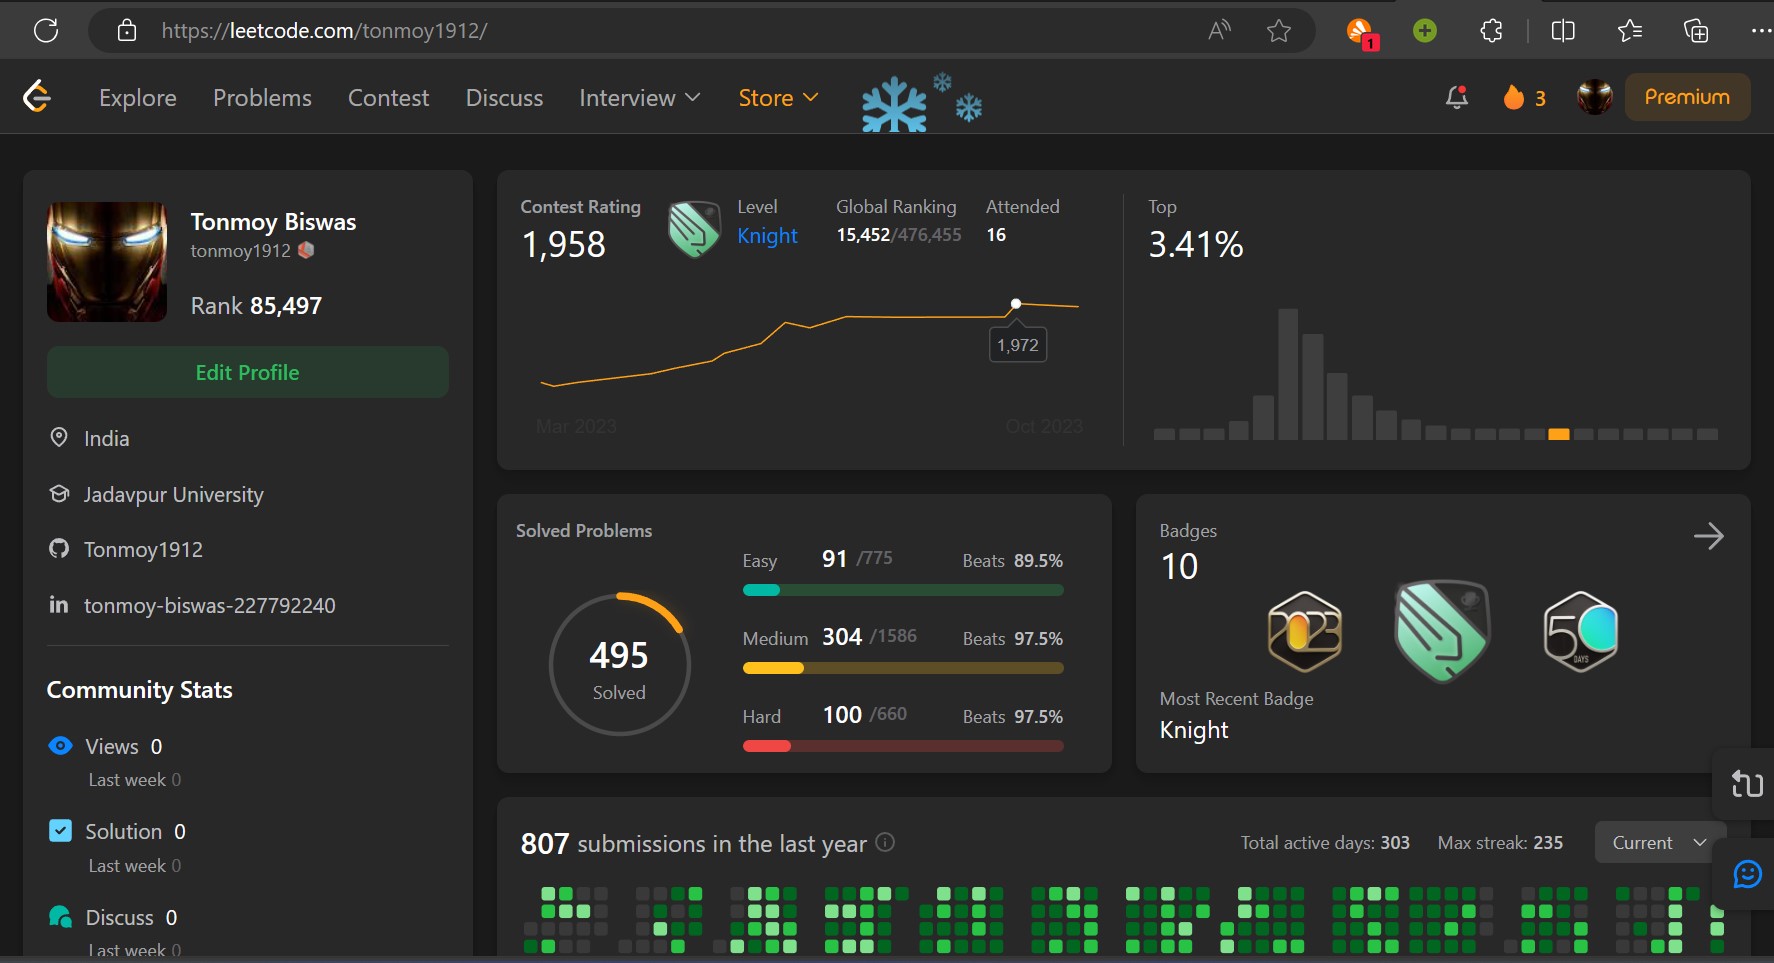 https://leetcode.com/tonmoy1912/
1
Explore Problems Contest Discuss Interview Store
3
Premium
Tonmoy Biswas
tonmoy1912
Rank 85,497
Edit Profile
India
Jadavpur University
Tonmoy1912
in tonmoy-biswas-227792240
Community Stats
Views 0
Last week 0
Solution 0
Last week 0
Discuss 0
Last week 0
Contest Rating
1,958
Level
Knight
Global Ranking
15,452/476,455
Attended
16
1,972
Mar 2023
Oct 2023
Top
3.41%
Solved Problems
495
Solved
Easy 91 /775 Beats 89.5%
Medium 304 /1586 Beats 97.5%
Hard 100 /660 Beats 97.5%
Badges
10
2023
50
DAYS
Most Recent Badge
Knight
807 submissions in the last year
Total active days: 303 Max streak: 235 Current